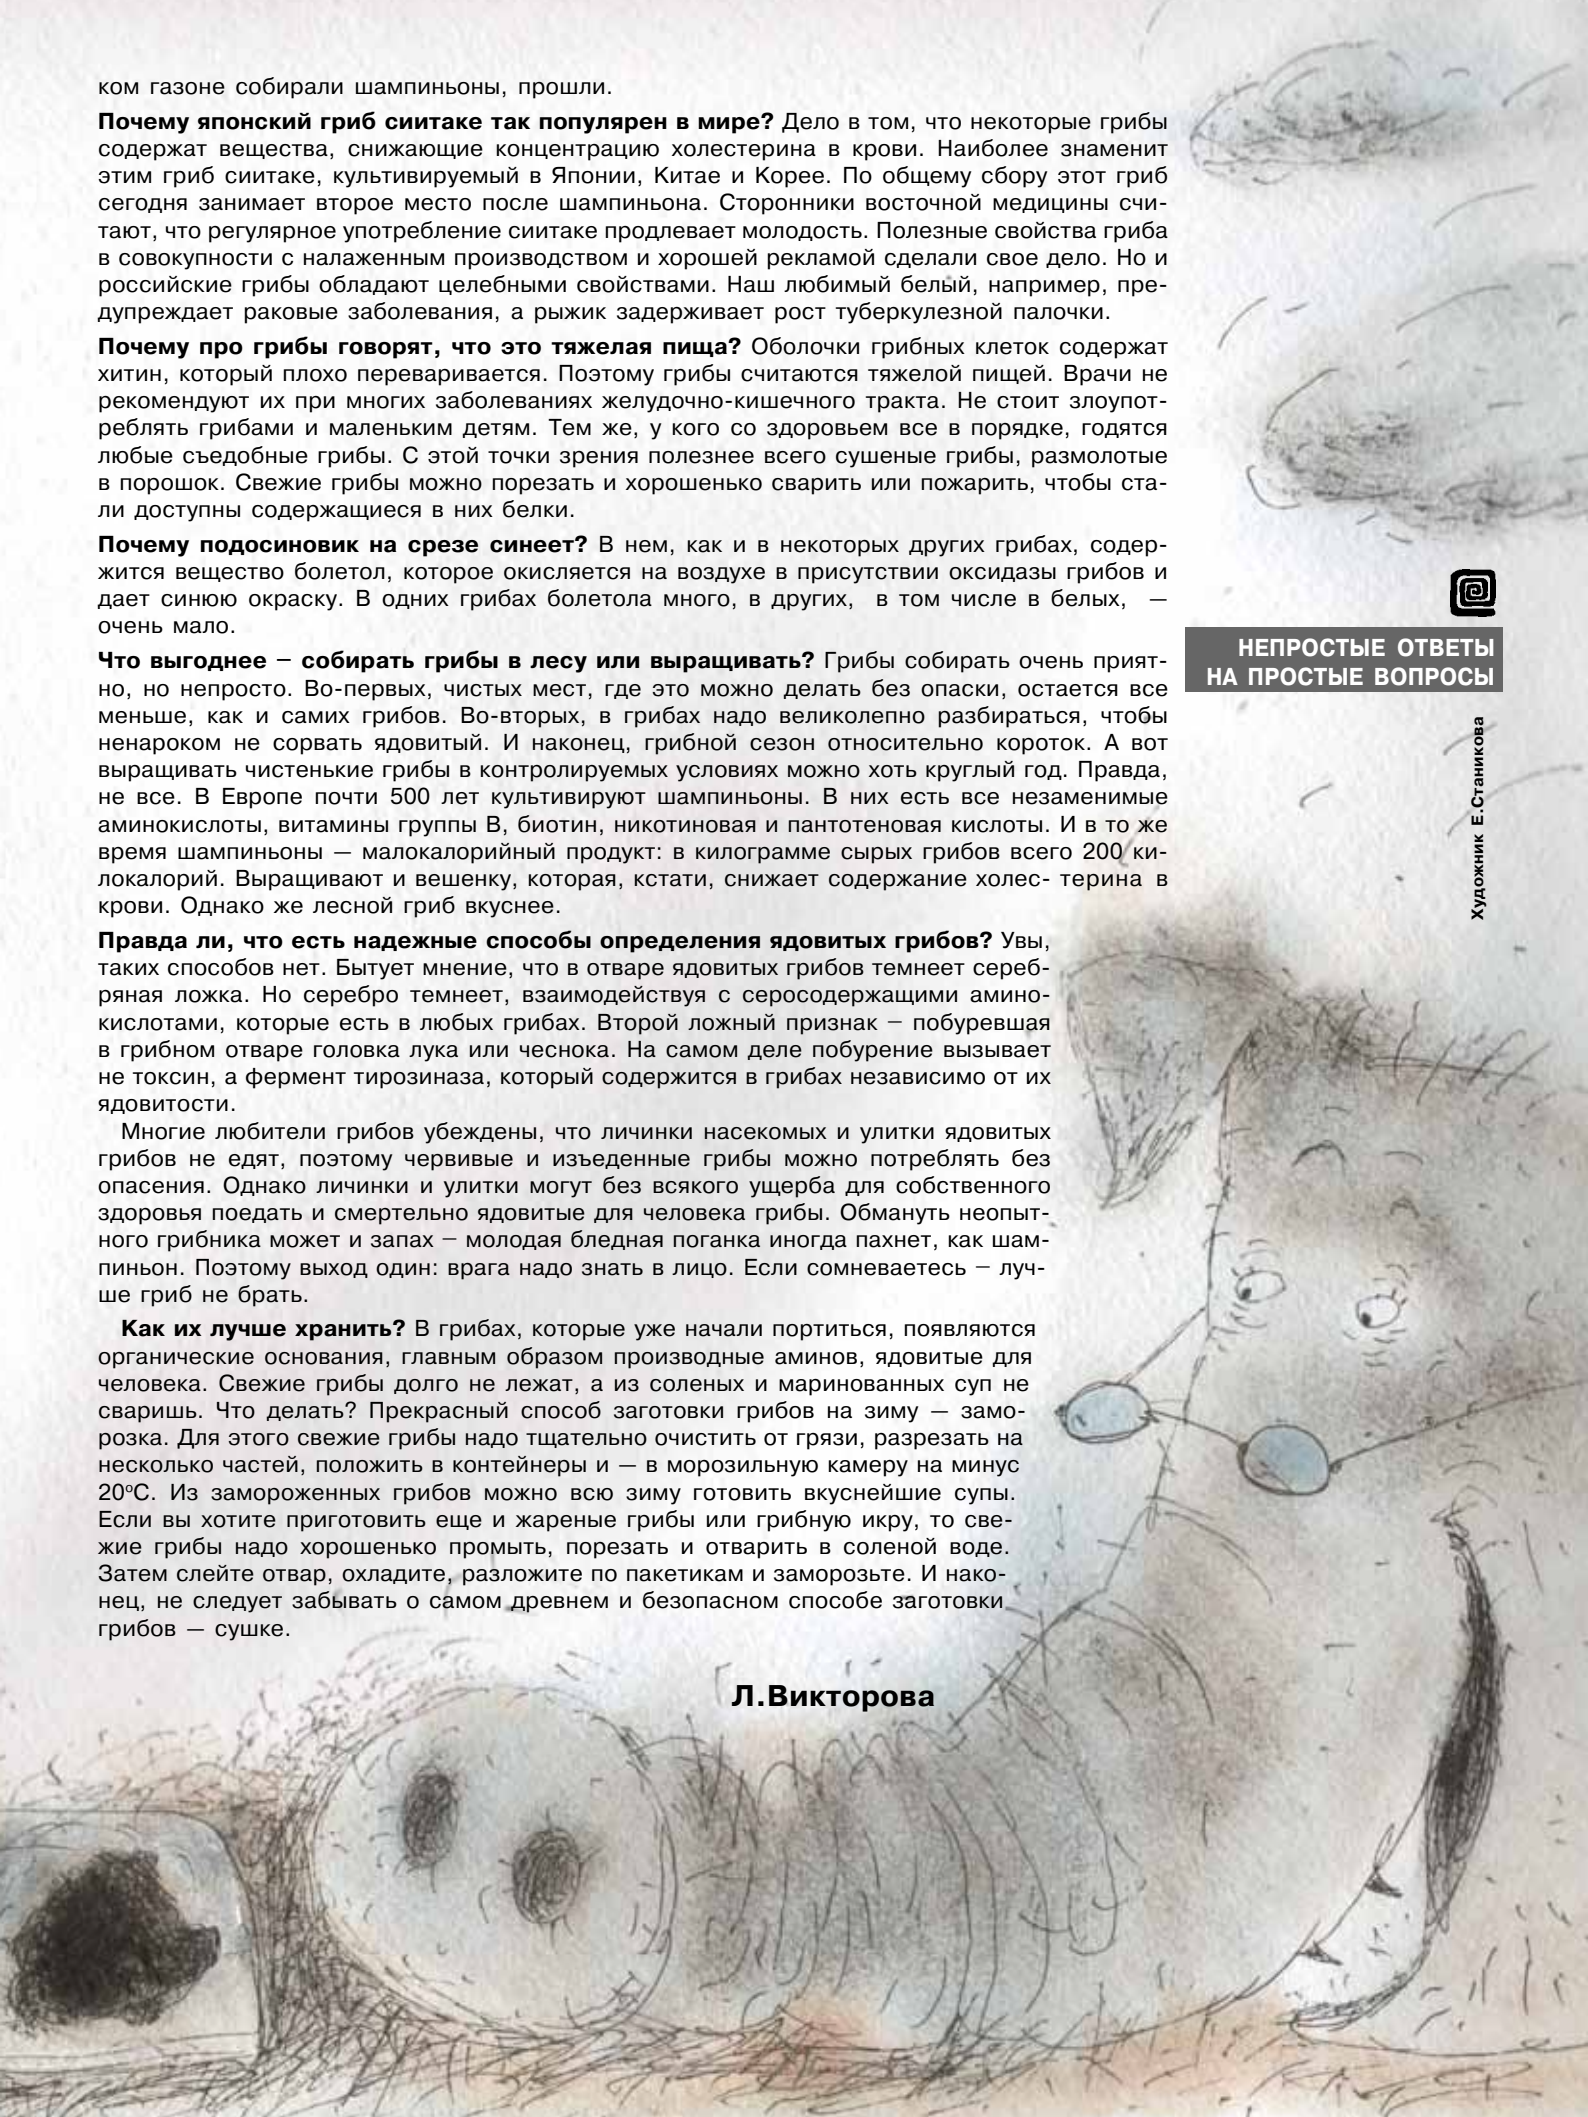 ком газоне собирали шампиньоны, прошли.
Почему японский гриб сиитаке так популярен в мире? Дело в том, что некоторые грибы
содержат вещества, снижающие концентрацию холестерина в крови. Наиболее знаменит
этим гриб сиитаке, культивируемый в Японии, Китае и Корее. По общему сбору этот гриб
сегодня занимает второе место после шампиньона. Сторонники восточной медицины счи-
тают, что регулярное употребление сиитаке продлевает молодость. Полезные свойства гриба
в совокупности с налаженным производством и хорошей рекламой сделали свое дело. Но и
российские грибы обладают целебными свойствами. Наш любимый белый, например, пре-
дупреждает раковые заболевания, а рыжик задерживает рост туберкулезной палочки.
Почему про грибы говорят, что это тяжелая пища? Оболочки грибных клеток содержат
хитин, который плохо переваривается. Поэтому грибы считаются тяжелой пищей. Врачи не
рекомендуют их при многих заболеваниях желудочно-кишечного тракта. Не стоит злоупот-
реблять грибами и маленьким детям. Тем же, у кого со здоровьем все в порядке, годятся
любые съедобные грибы. С этой точки зрения полезнее всего сушеные грибы, размолотые
в порошок. Свежие грибы можно порезать и хорошенько сварить или пожарить, чтобы ста-
ли доступны содержащиеся в них белки.
Почему подосиновик на срезе синеет? В нем, как и в некоторых других грибах, содер-
жится вещество болетол, которое окисляется на воздухе в присутствии оксидазы грибов и
дает синюю окраску. В одних грибах болетола много, в других, в том числе в белых, —
очень мало.
Что выгоднее — собирать грибы в лесу или выращивать? Грибы собирать очень прият-
но, но непросто. Во-первых, чистых мест, где это можно делать без опаски, остается все
меньше, как и самих грибов. Во-вторых, в грибах надо великолепно разбираться, чтобы
ненароком не сорвать ядовитый. И наконец, грибной сезон относительно короток. А вот
выращивать чистенькие грибы в контролируемых условиях можно хоть круглый год. Правда,
не все. В Европе почти 500 лет культивируют шампиньоны. В них есть все незаменимые
аминокислоты, витамины группы В, биотин, никотиновая и пантотеновая кислоты. И в то же
время шампиньоны — малокалорийный продукт: в килограмме сырых грибов всего 200 ки-
локалорий. Выращивают и вешенку, которая, кстати, снижает содержание холес- терина в
крови. Однако же лесной гриб вкуснее.
Правда ли, что есть надежные способы определения ядовитых грибов? Увы,
таких способов нет. Бытует мнение, что в отваре ядовитых грибов темнеет сереб-
ряная ложка. Но серебро темнеет, взаимодействуя с серосодержащими амино-
кислотами, которые есть в любых грибах. Второй ложный признак — побуревшая
в грибном отваре головка лука или чеснока. На самом деле побурение вызывает
не токсин, а фермент тирозиназа, который содержится в грибах независимо от их
ядовитости.
Многие любители грибов убеждены, что личинки насекомых и улитки ядовитых
грибов не едят, поэтому червивые и изъеденные грибы можно потреблять без
опасения. Однако личинки и улитки могут без всякого ущерба для собственного
здоровья поедать и смертельно ядовитые для человека грибы. Обмануть неопыт-
ного грибника может и запах — молодая бледная поганка иногда пахнет, как шам-
пиньон. Поэтому выход один: врага надо знать в лицо. Если сомневаетесь — луч-
ше гриб не брать.
Как их лучше хранить? В грибах, которые уже начали портиться, появляются
органические основания, главным образом производные аминов, ядовитые для
человека. Свежие грибы долго не лежат, а из соленых и маринованных суп не
сваришь. Что делать? Прекрасный способ заготовки грибов на зиму — замо-
розка. Для этого свежие грибы надо тщательно очистить от грязи, разрезать на
несколько частей, положить в контейнеры и — в морозильную камеру на минус
20°С. Из замороженных грибов можно всю зиму готовить вкуснейшие супы.
Если вы хотите приготовить еще и жареные грибы или грибную икру, то све-
жие грибы надо хорошенько промыть, порезать и отварить в соленой воде.
Затем слейте отвар, охладите, разложите по пакетикам и заморозьте. И нако-
нец, не следует забывать о самом древнем и безопасном способе заготовки
грибов — сушке.
Л.Викторова
НЕПРОСТЫЕ ОТВЕТЫ
НА ПРОСТЫЕ ВОПРОСЫ
Художник Е.Станикова